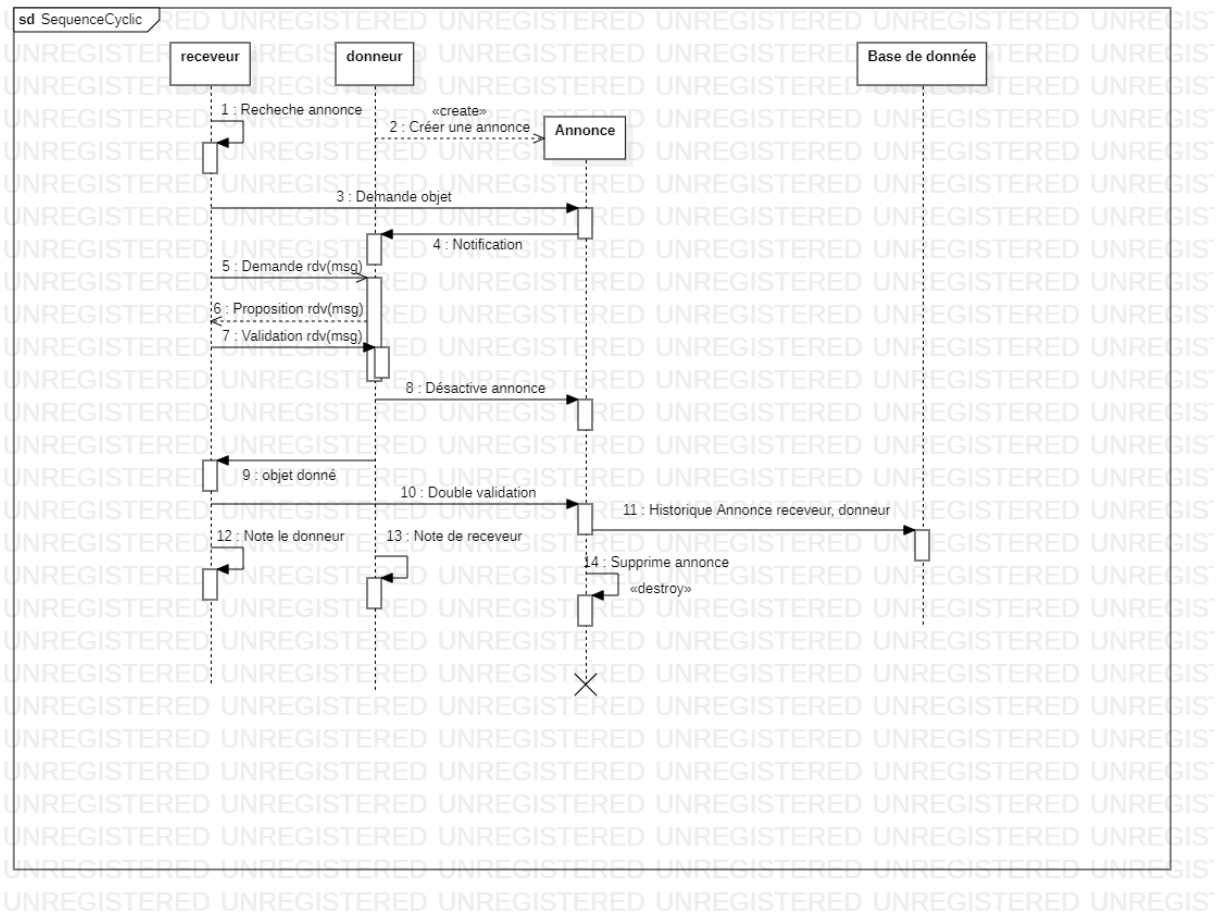 sd SequenceCyclic
receveur
donneur
Base de donnée
1 : Recheche annonce
«create»
2 : Créer une annonce
Annonce
3 : Demande objet
4 : Notification
5 : Demande rdv(msg)
6 : Proposition rdv(msg)
7 : Validation rdv(msg)
8 : Désactive annonce
9 : objet donné
10 : Double validation
11 : Historique Annonce receveur, donneur
12 : Note le donneur
13 : Note de receveur
14 : Supprime annonce
«destroy»
UNREGISTERED UNREGISTERED UNREGISTERED UNREGISTERED UNREGISTERED UNREGIS